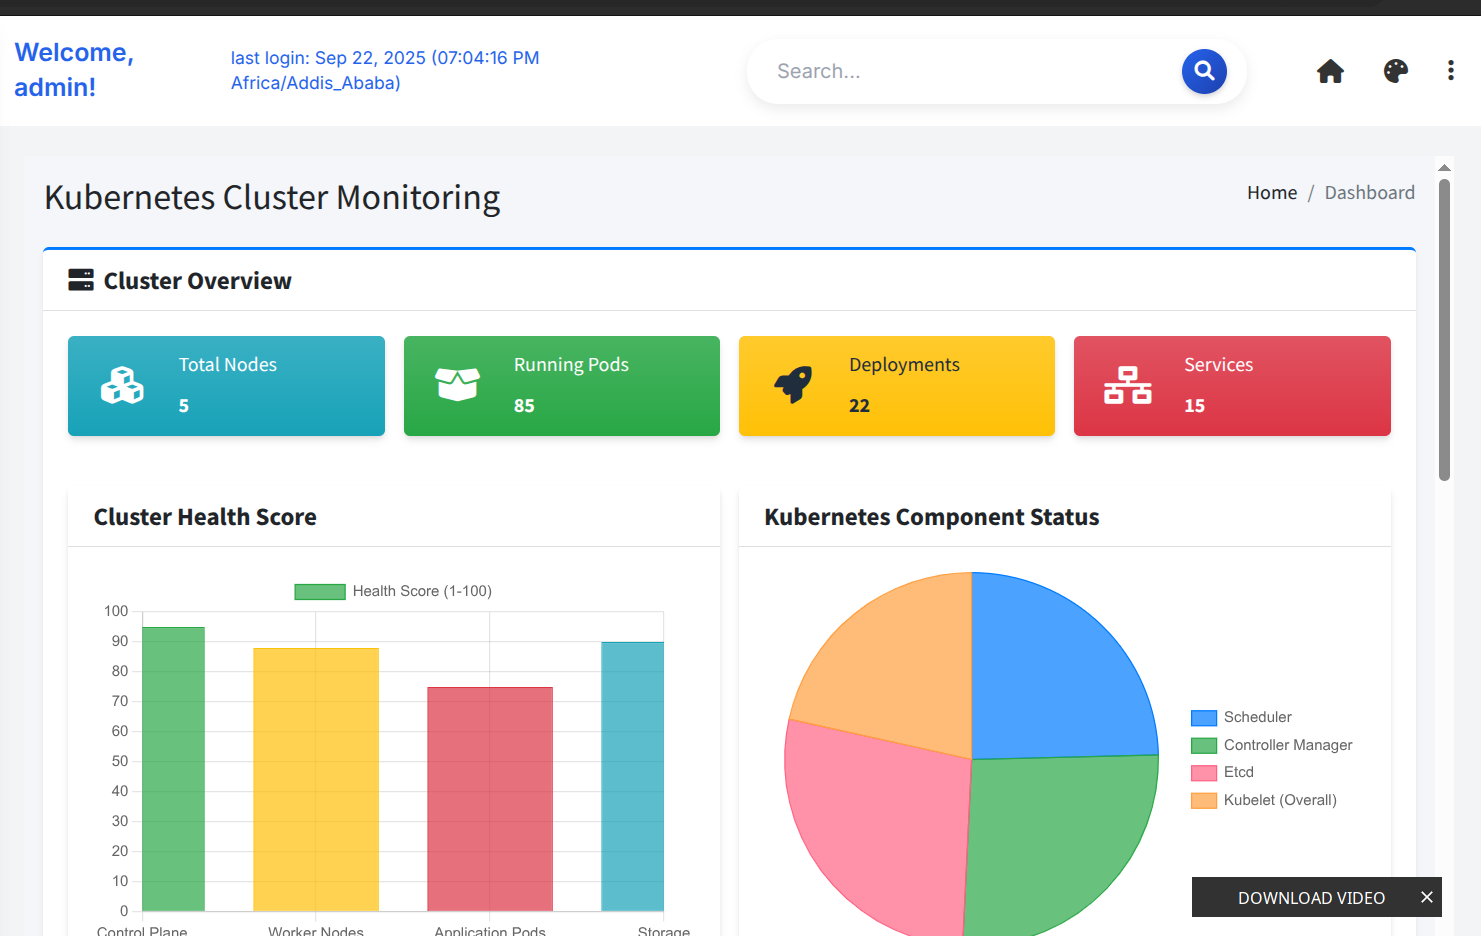 Welcome,
admin!
last login: Sep 22, 2025 (07:04:16 PM
Africa/Addis_Ababa)
Search...
Kubernetes Cluster Monitoring
Home / Dashboard
Cluster Overview
Total Nodes
5
Running Pods
85
Deployments
22
Services
15
Cluster Health Score
Health Score (1-100)
100
90
80
70
60
50
40
30
20
10
0
Control Plane
Worker Nodes
Application Pods
Storage
Kubernetes Component Status
Scheduler
Controller Manager
Etcd
Kubelet (Overall)
DOWNLOAD VIDEO